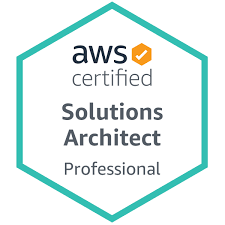 aws
certified
Solutions
Architect
Professional